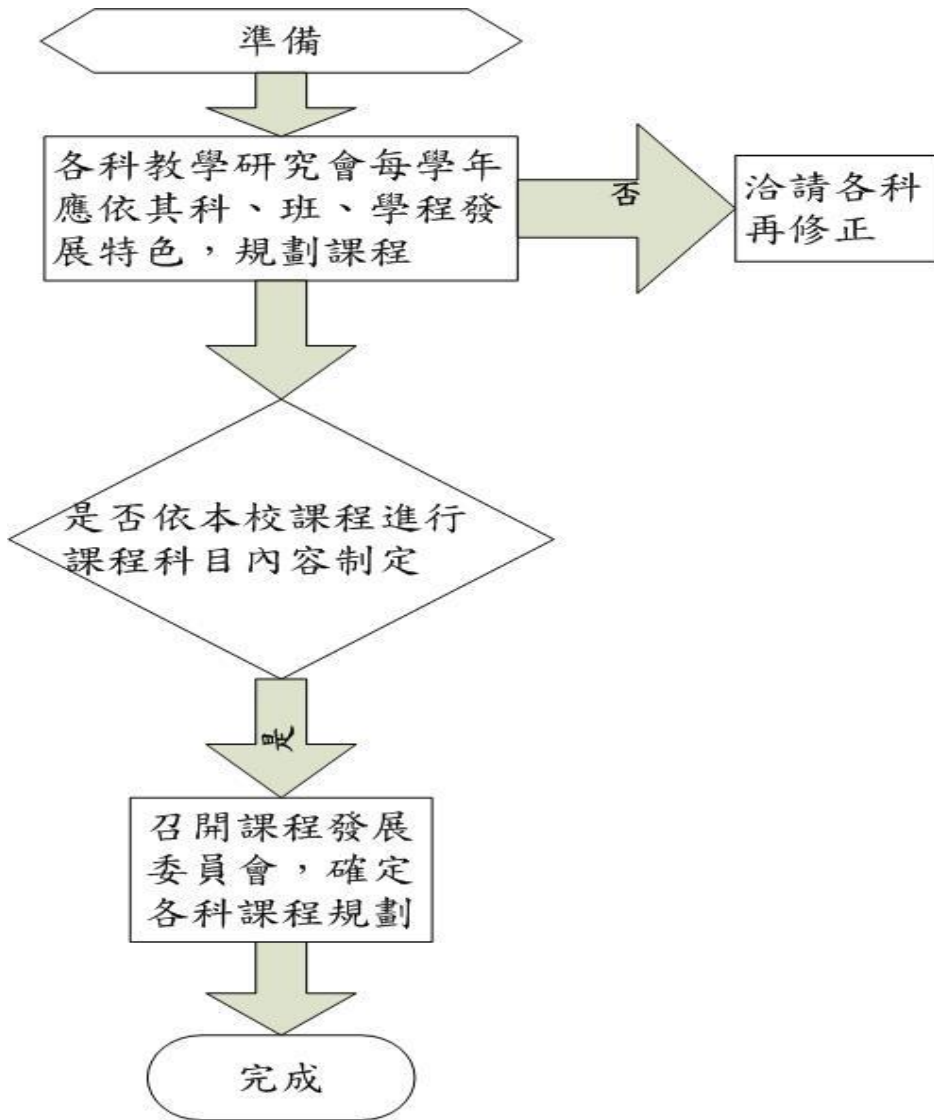 準備
各科教學研究會每學年
應依其科、班、學程發
展特色，規劃課程
否
洽請各科
再修正
是否依本校課程進行
課程科目內容制定
是
召開課程發展
委員會，確定
各科課程規劃
完成